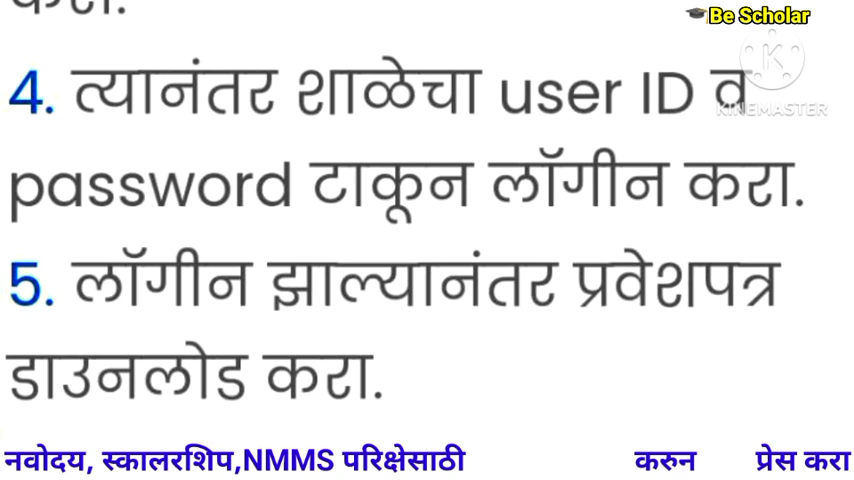 करा.
Be Scholar
4. त्यानंतर शाळेचा user ID व
KINEMASTER
password टाकून लॉगीन करा.
5. लॉगीन झाल्यानंतर प्रवेशपत्र
डाउनलोड करा.
नवोदय, स्कालरशिप,NMMS परिक्षेसाठी करुन प्रेस करा